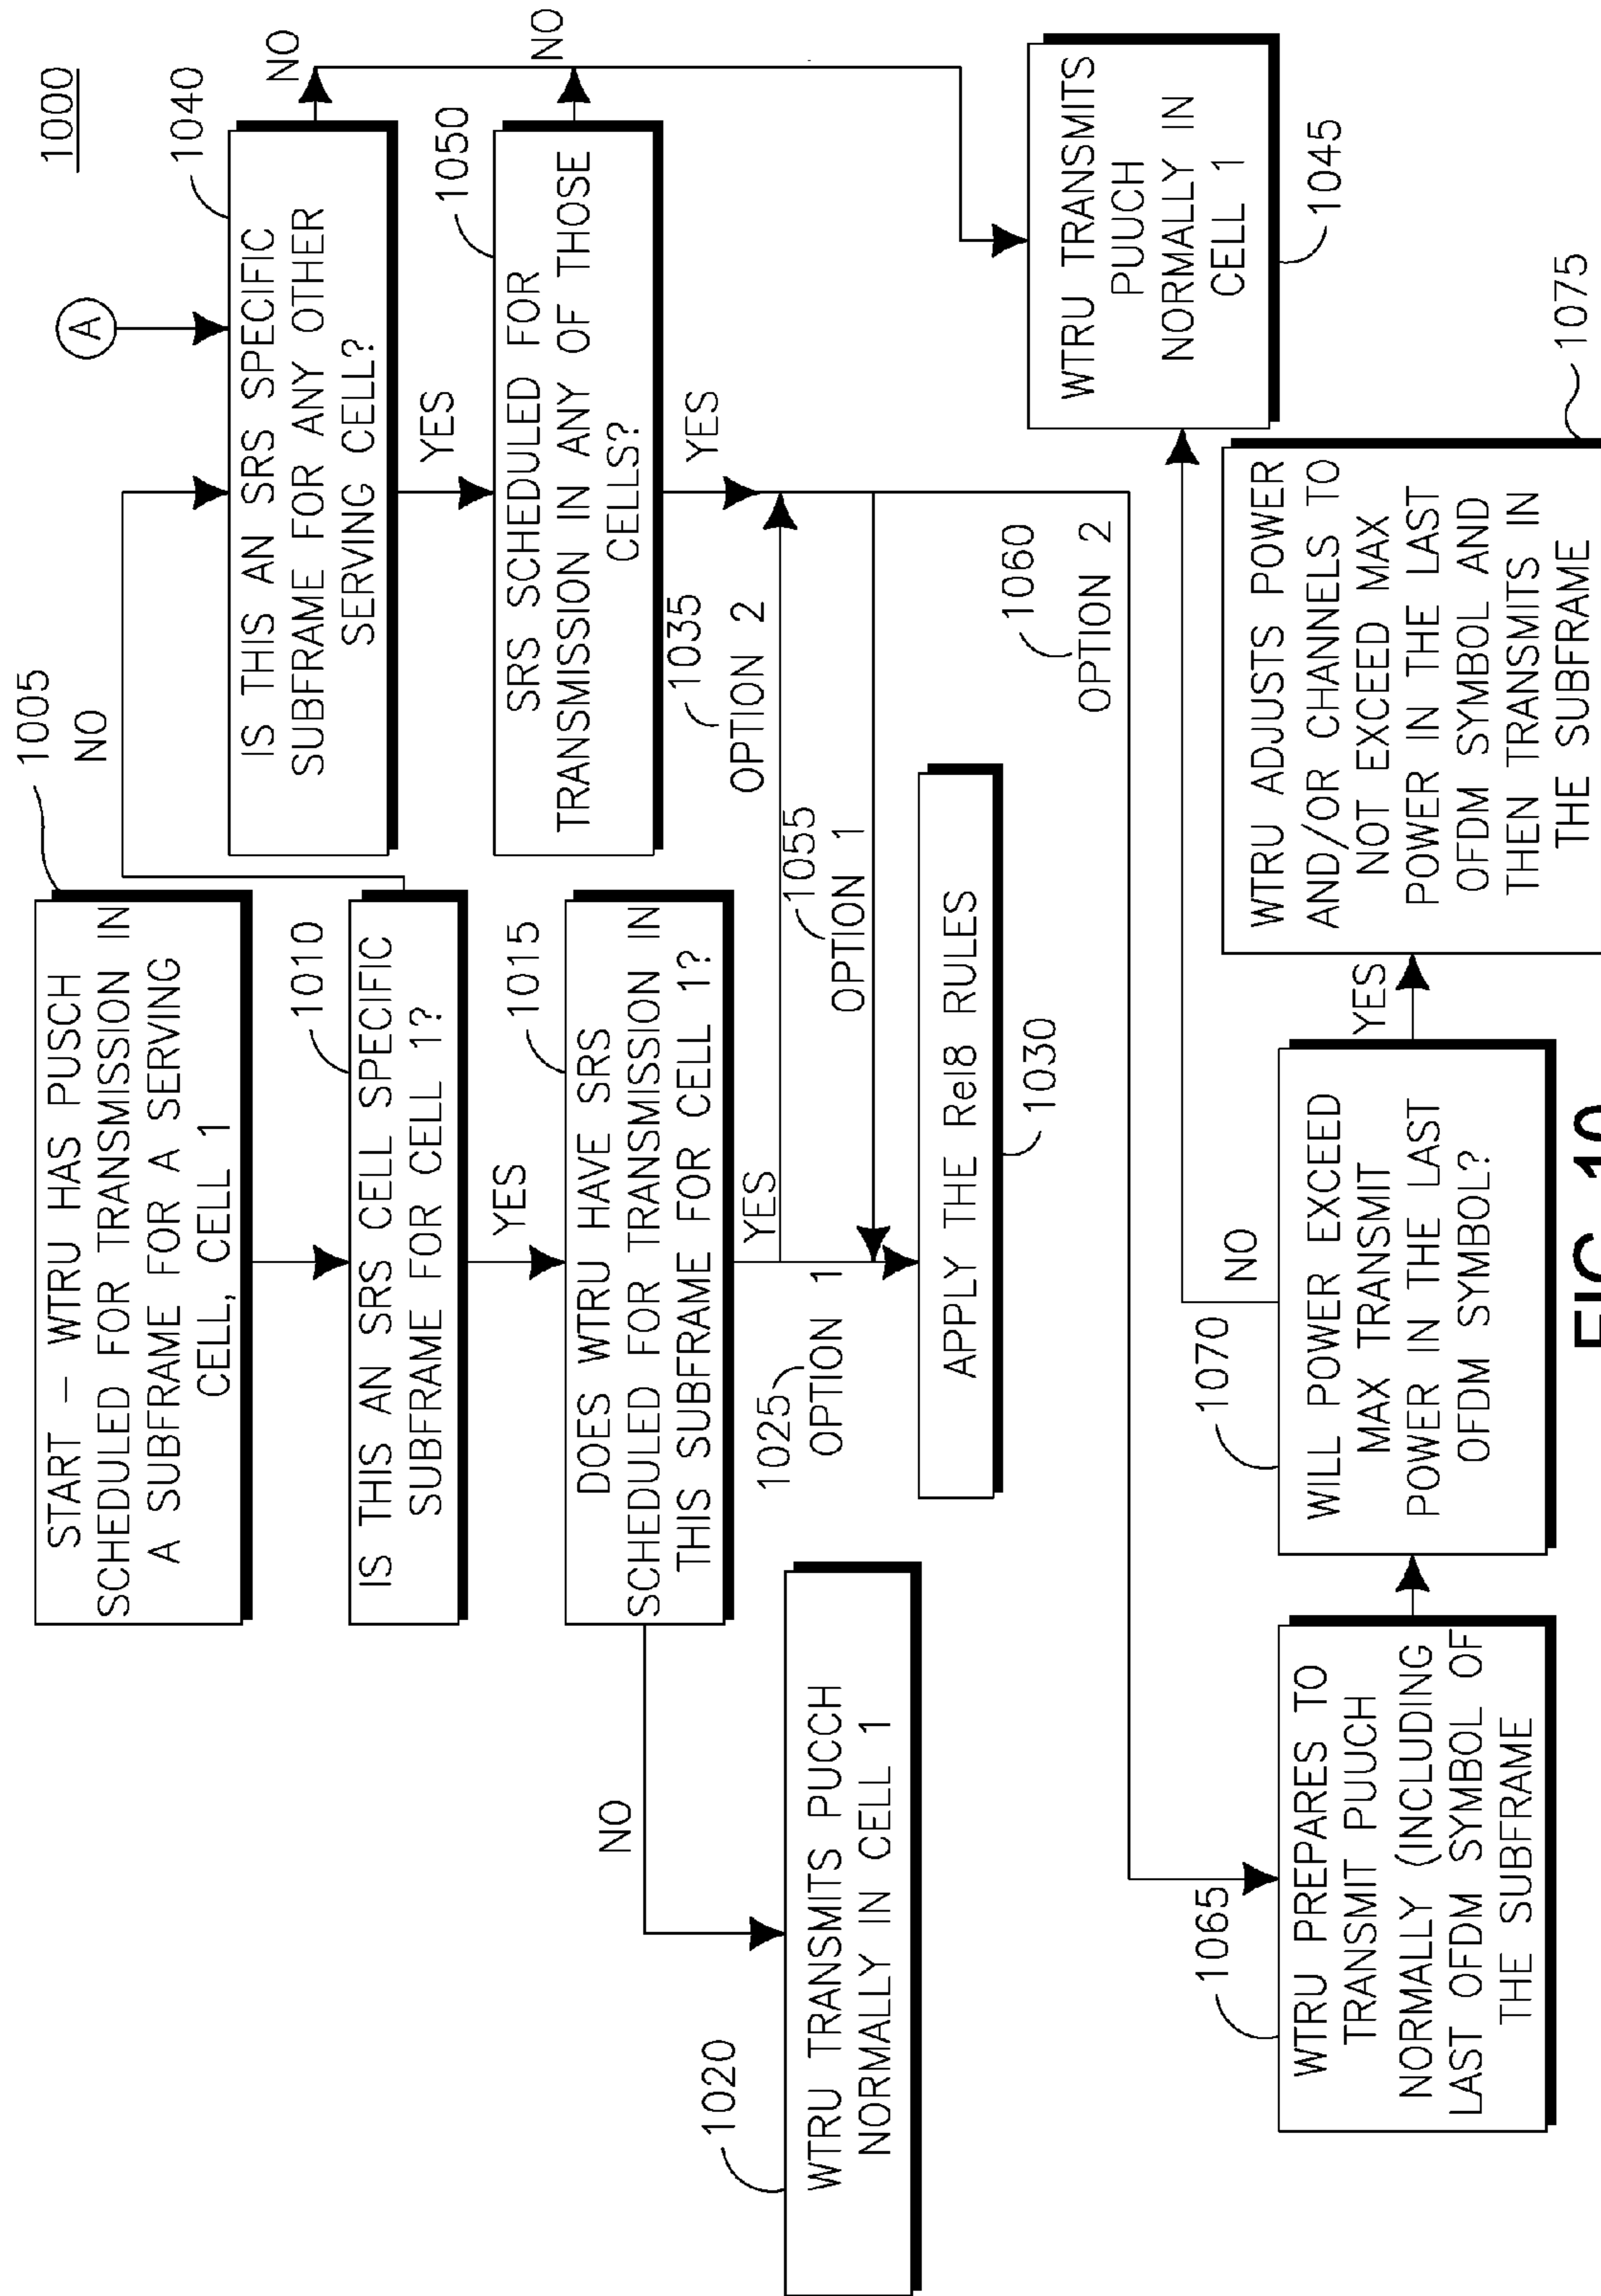 1000
START – WTRU HAS PUSCH
SCHEDULED FOR TRANSMISSION IN
A SUBFRAME FOR A SERVING
CELL, CELL 1
1005
NO
IS THIS AN SRS CELL SPECIFIC
SUBFRAME FOR CELL 1?
1010
YES
DOES WTRU HAVE SRS
SCHEDULED FOR TRANSMISSION IN
THIS SUBFRAME FOR CELL 1?
1015
NO
YES
WTRU TRANSMITS PUCCH
NORMALLY IN CELL 1
1020
1025
OPTION 1
APPLY THE Rel8 RULES
1030
A
IS THIS AN SRS SPECIFIC
SUBFRAME FOR ANY OTHER
SERVING CELL?
1040
NO
YES
SRS SCHEDULED FOR
TRANSMISSION IN ANY OF THOSE
CELLS?
1050
NO
YES
1035
OPTION 2
1055
OPTION 1
1060
OPTION 2
WTRU TRANSMITS
PUUCH
NORMALLY IN
CELL 1
1045
1065
WTRU PREPARES TO
TRANSMIT PUUCH
NORMALLY (INCLUDING
LAST OFDM SYMBOL OF
THE SUBFRAME
1070
WILL POWER EXCEED
MAX TRANSMIT
POWER IN THE LAST
OFDM SYMBOL?
NO
YES
WTRU ADJUSTS POWER
AND/OR CHANNELS TO
NOT EXCEED MAX
POWER IN THE LAST
OFDM SYMBOL AND
THEN TRANSMITS IN
THE SUBFRAME
1075